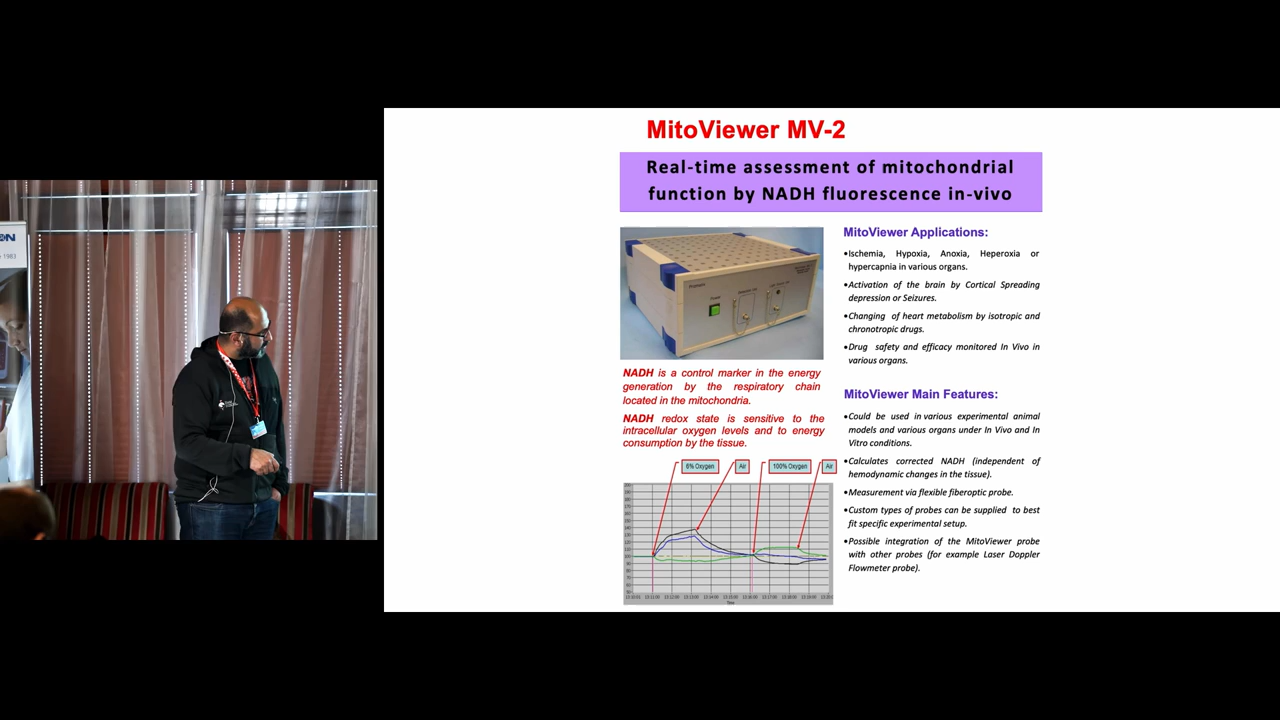 ON
1983
MitoViewer MV-2
Real-time assessment of mitochondrial
function by NADH fluorescence in-vivo
NADH is a control marker in the energy
generation by the respiratory chain
located in the mitochondria.
NADH redox state is sensitive to the
intracellular oxygen levels and to energy
consumption by the tissue.
6% Oxygen
Air
100% Oxygen
Air
Time
MitoViewer Applications:
•Ischemia, Hypoxia, Anoxia, Heperoxia or
hypercapnia in various organs.
•Activation of the brain by Cortical Spreading
depression or Seizures.
•Changing of heart metabolism by isotropic and
chronotropic drugs.
•Drug safety and efficacy monitored In Vivo in
various organs.
MitoViewer Main Features:
•Could be used in various experimental animal
models and various organs under In Vivo and In
Vitro conditions.
•Calculates corrected NADH (independent of
hemodynamic changes in the tissue).
•Measurement via flexible fiberoptic probe.
•Custom types of probes can be supplied to best
fit specific experimental setup.
•Possible integration of the MitoViewer probe
with other probes (for example Laser Doppler
Flowmeter probe).